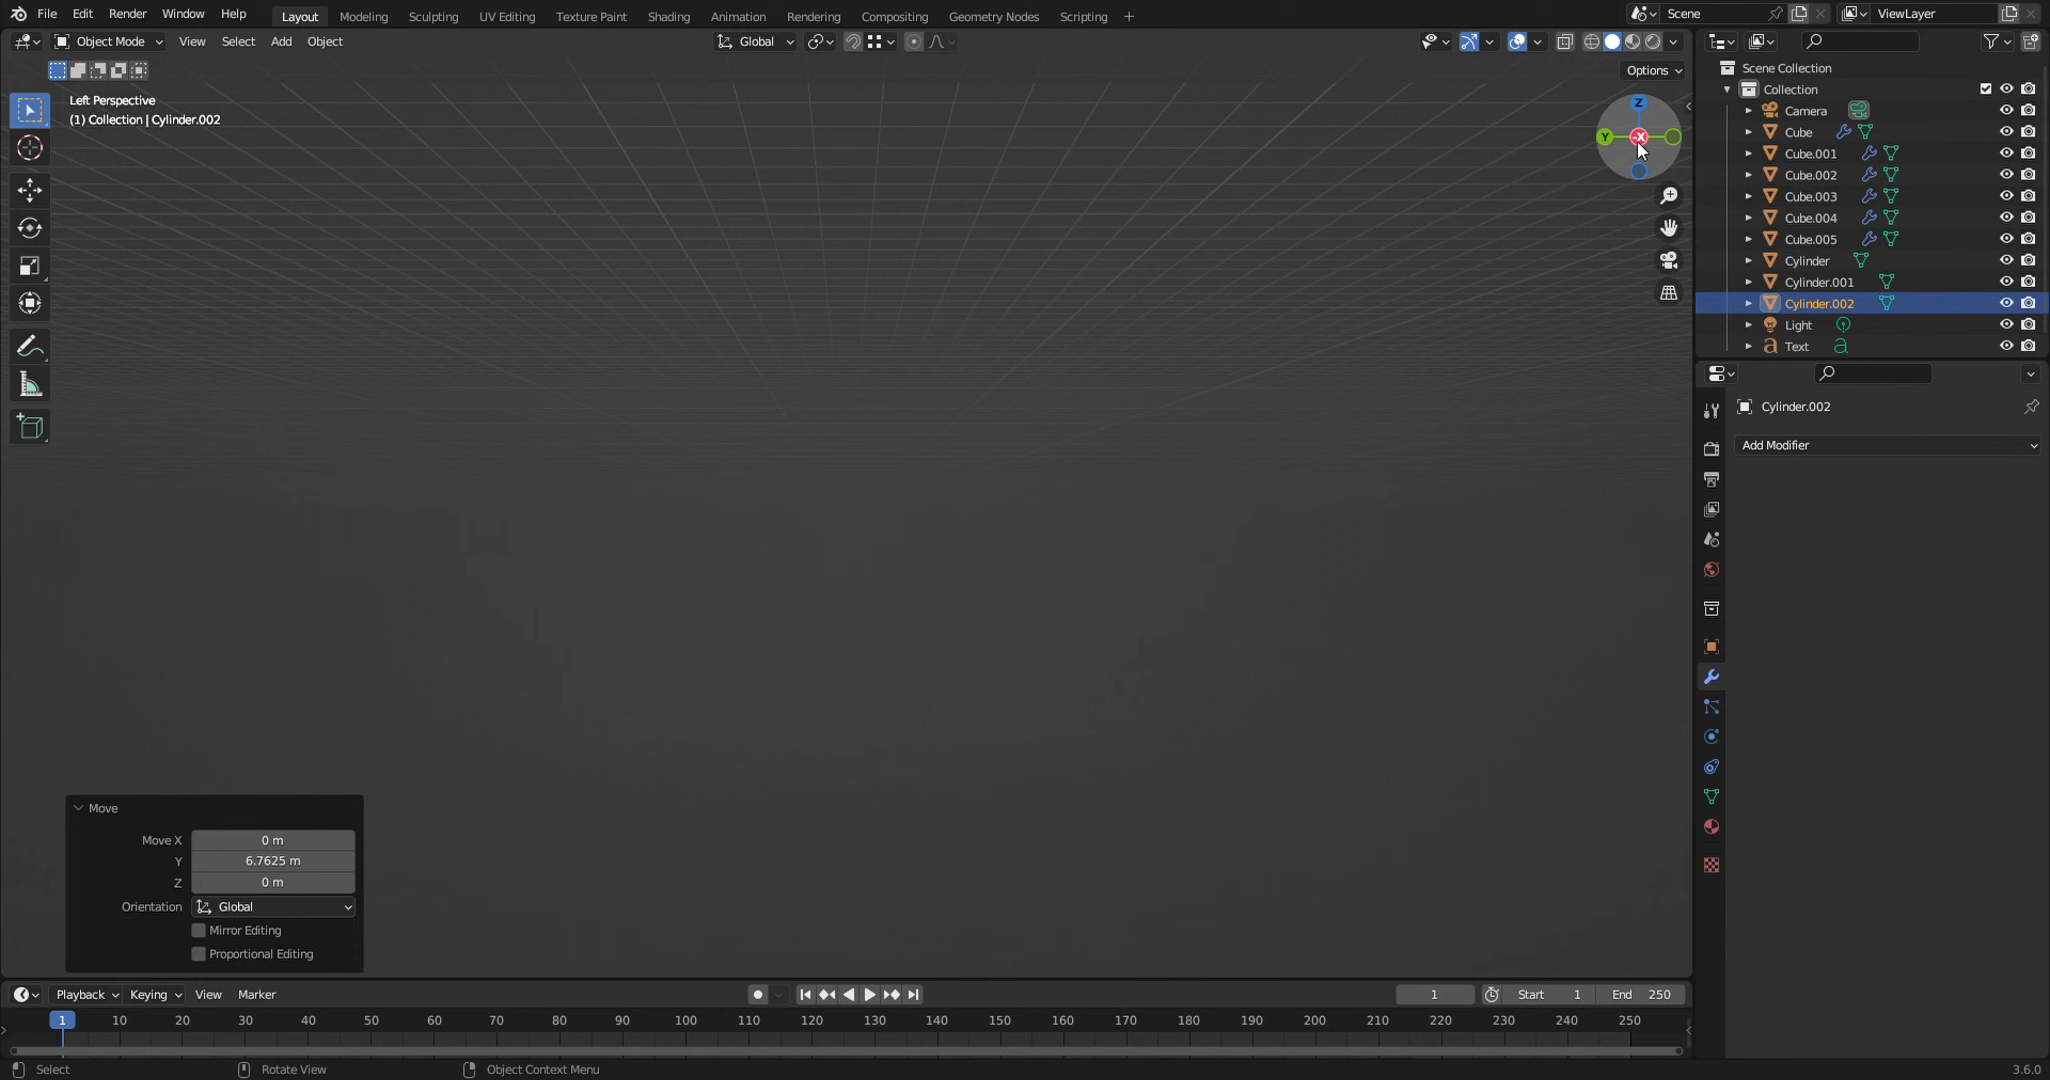 File Edit Render Window Help Layout Modeling Sculpting UV Editing Texture Paint Shading Animation Rendering Compositing Geometry Nodes Scripting + Scene ViewLayer
Object Mode View Select Add Object Global
Options
Left Perspective
(1) Collection | Cylinder.002
Z
Y -X
Scene Collection
Collection
Camera
Cube
Cube.001
Cube.002
Cube.003
Cube.004
Cube.005
Cylinder
Cylinder.001
Cylinder.002
Light
Text
Cylinder.002
Add Modifier
Move
Move X 0 m
Y 6.7625 m
Z 0 m
Orientation Global
Mirror Editing
Proportional Editing
Playback Keying View Marker 1 Start 1 End 250
1 10 20 30 40 50 60 70 80 90 100 110 120 130 140 150 160 170 180 190 200 210 220 230 240 250
Select Rotate View Object Context Menu 3.6.0